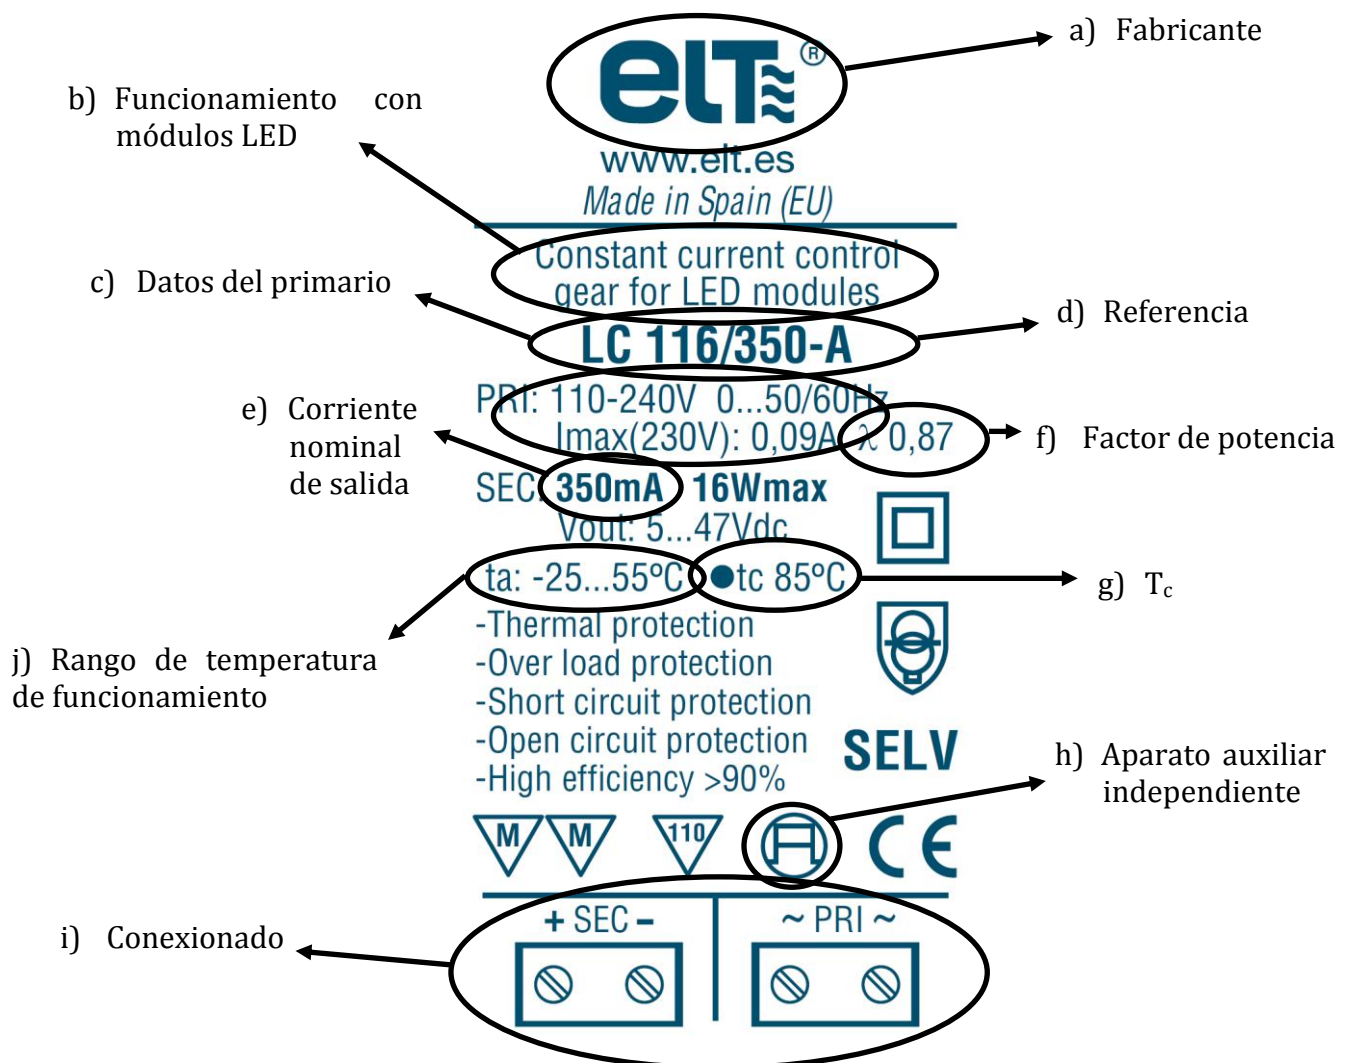 a) Fabricante
elt®
b) Funcionamiento con
módulos LED
www.elt.es
Made in Spain (EU)
Constant current control
gear for LED modules
c) Datos del primario
d) Referencia
LC 116/350-A
PRI: 110-240V 0...50/60Hz
Imax(230V): 0,09A λ 0,87
e) Corriente
nominal
de salida
f) Factor de potencia
SEC: 350mA 16Wmax
Vout: 5...47Vdc
ta: -25...55ºC ●tc 85ºC
g) Tc
-Thermal protection
-Over load protection
-Short circuit protection
-Open circuit protection
-High efficiency >90%
j) Rango de temperatura
de funcionamiento
SELV
h) Aparato auxiliar
independiente
M M 110 CE
+ SEC – ~ PRI ~
i) Conexionado